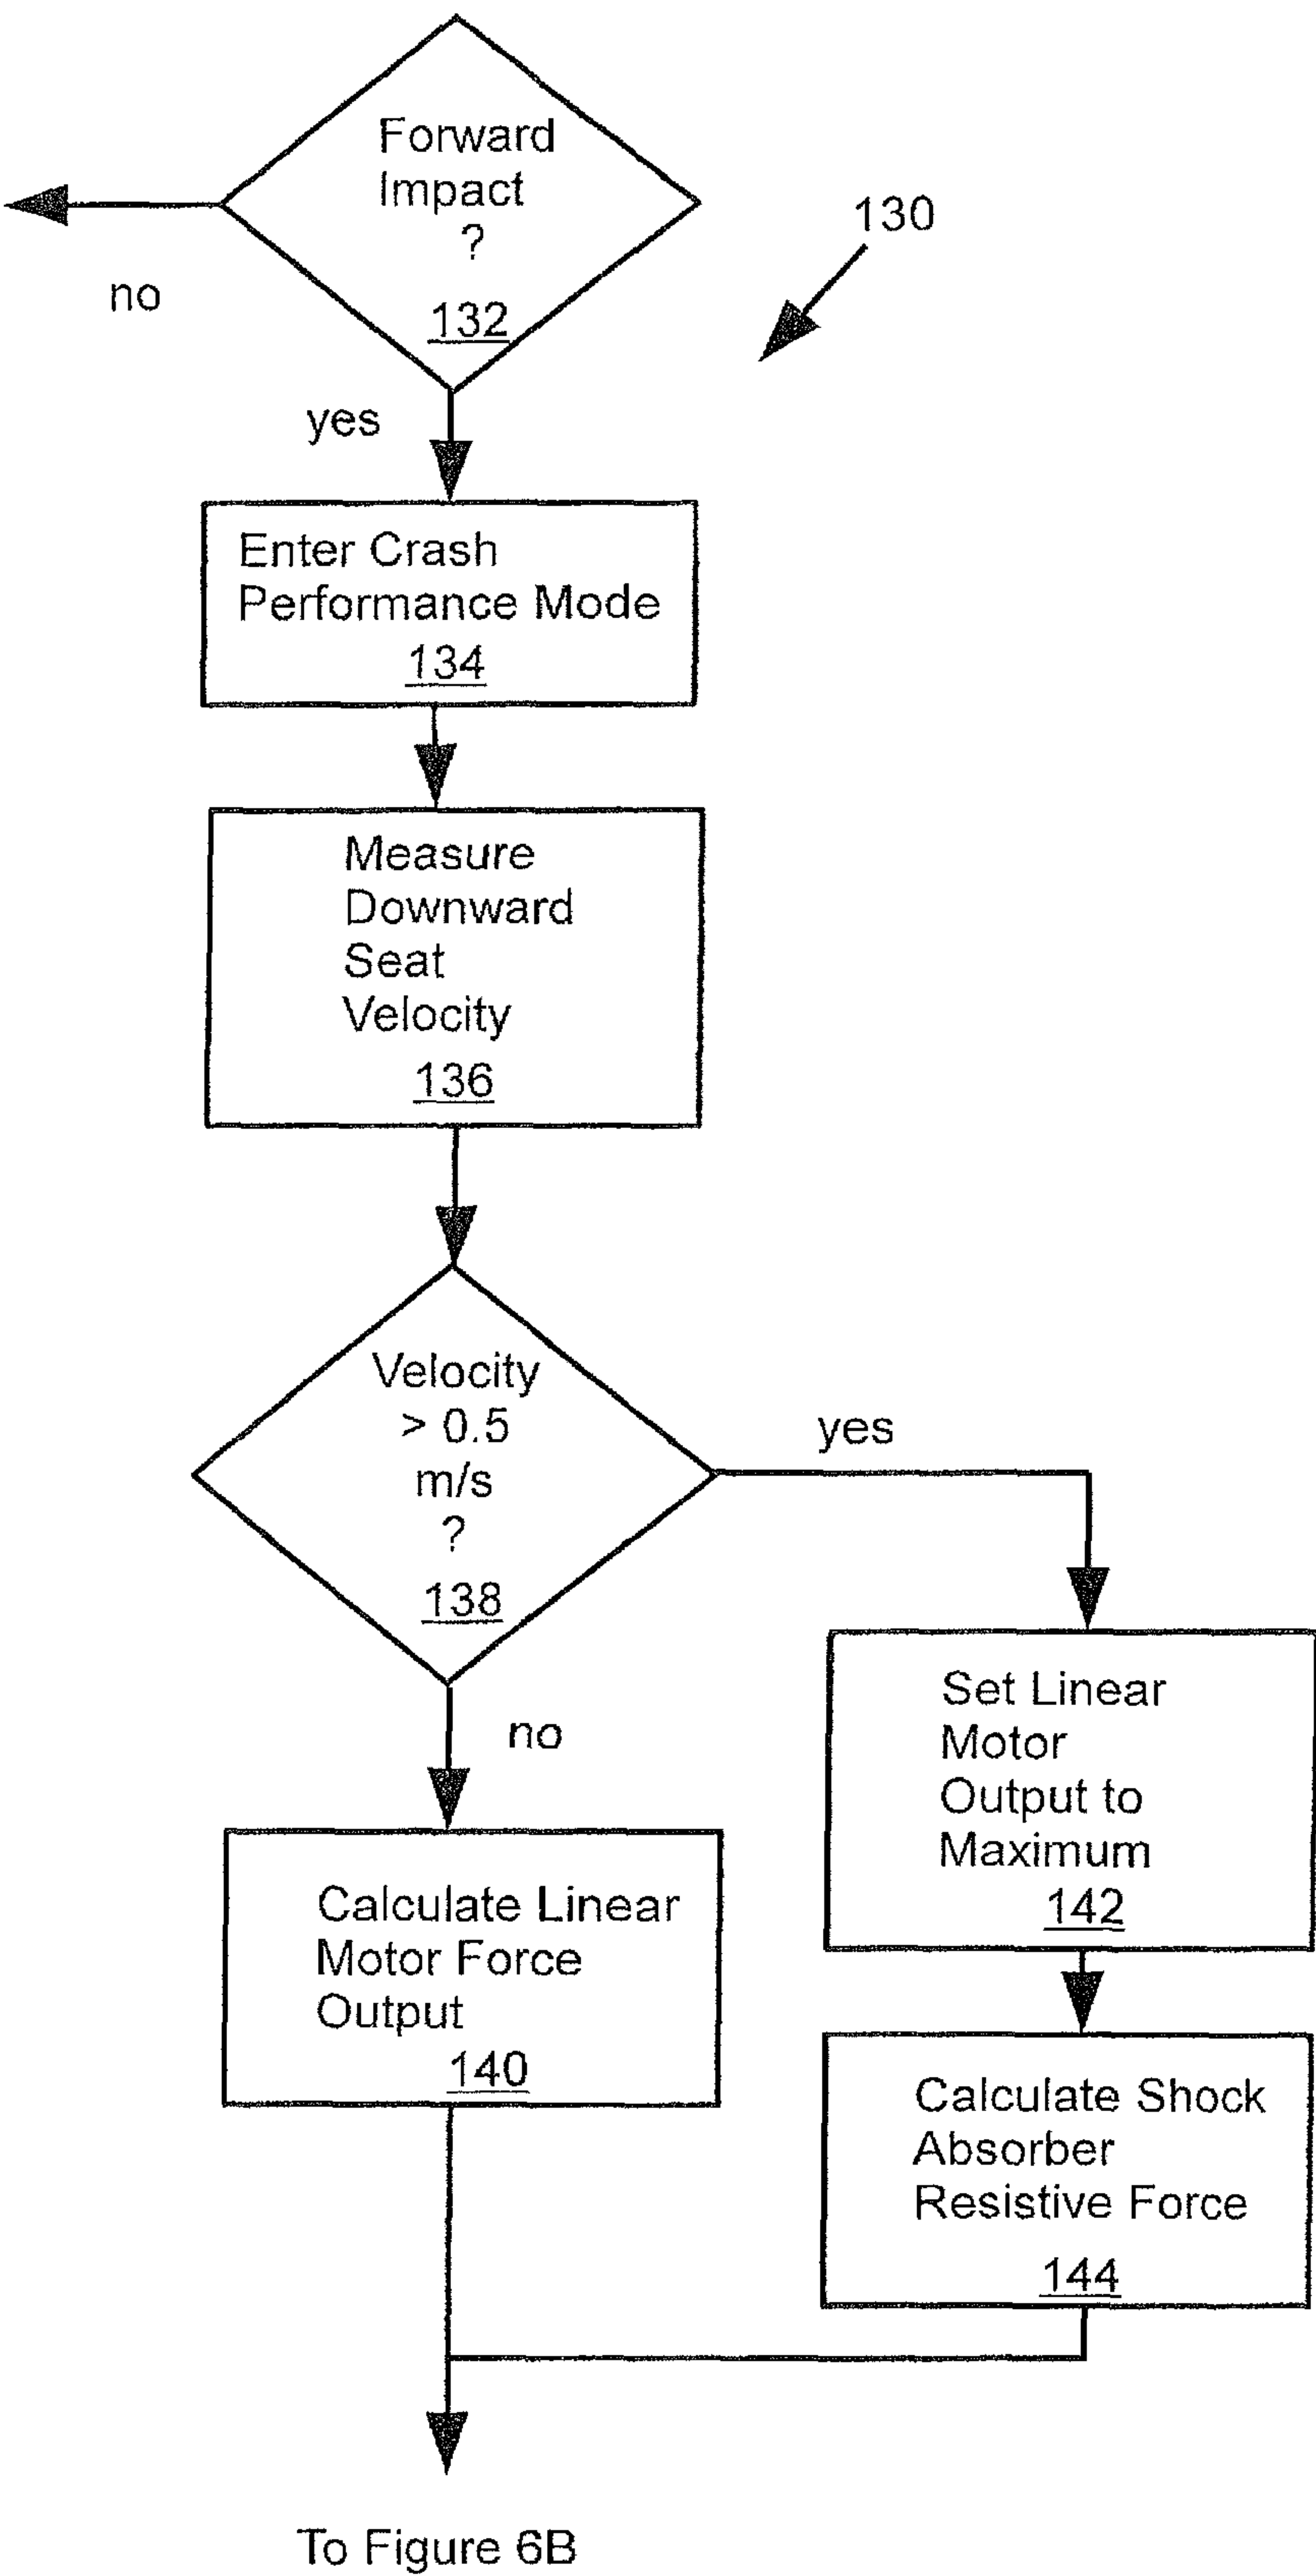 Forward
Impact
?
132
130
no
yes
Enter Crash
Performance Mode
134
Measure
Downward
Seat
Velocity
136
Velocity
> 0.5
m/s
?
138
yes
no
Set Linear
Motor
Output to
Maximum
142
Calculate Linear
Motor Force
Output
140
Calculate Shock
Absorber
Resistive Force
144
To Figure 6B